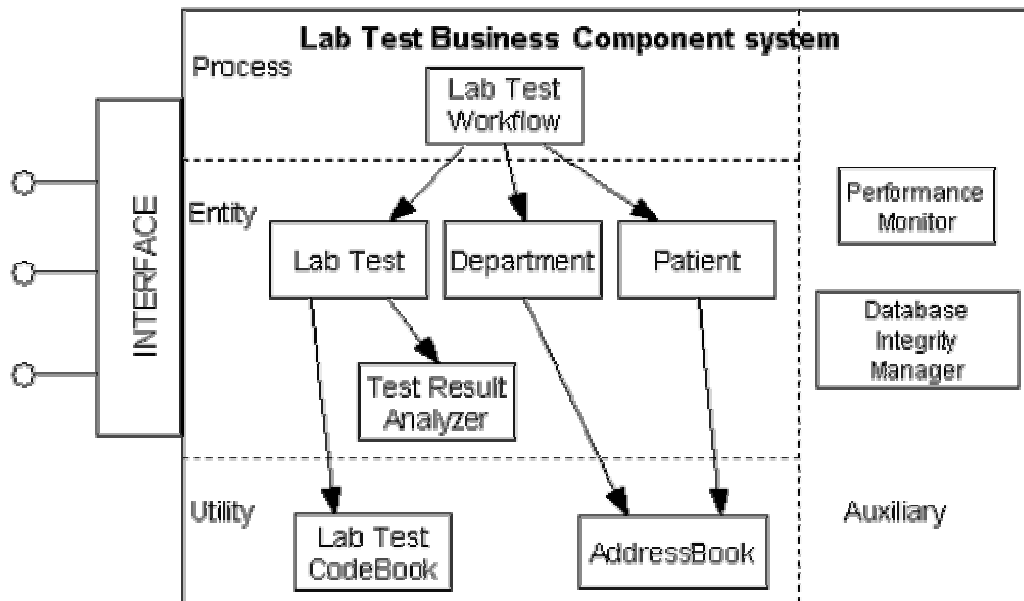 Lab Test Business Component system
Process
Lab Test
Workflow
INTERFACE
Entity
Lab Test
Department
Patient
Test Result
Analyzer
Performance
Monitor
Database
Integrity
Manager
Utility
Lab Test
CodeBook
AddressBook
Auxiliary